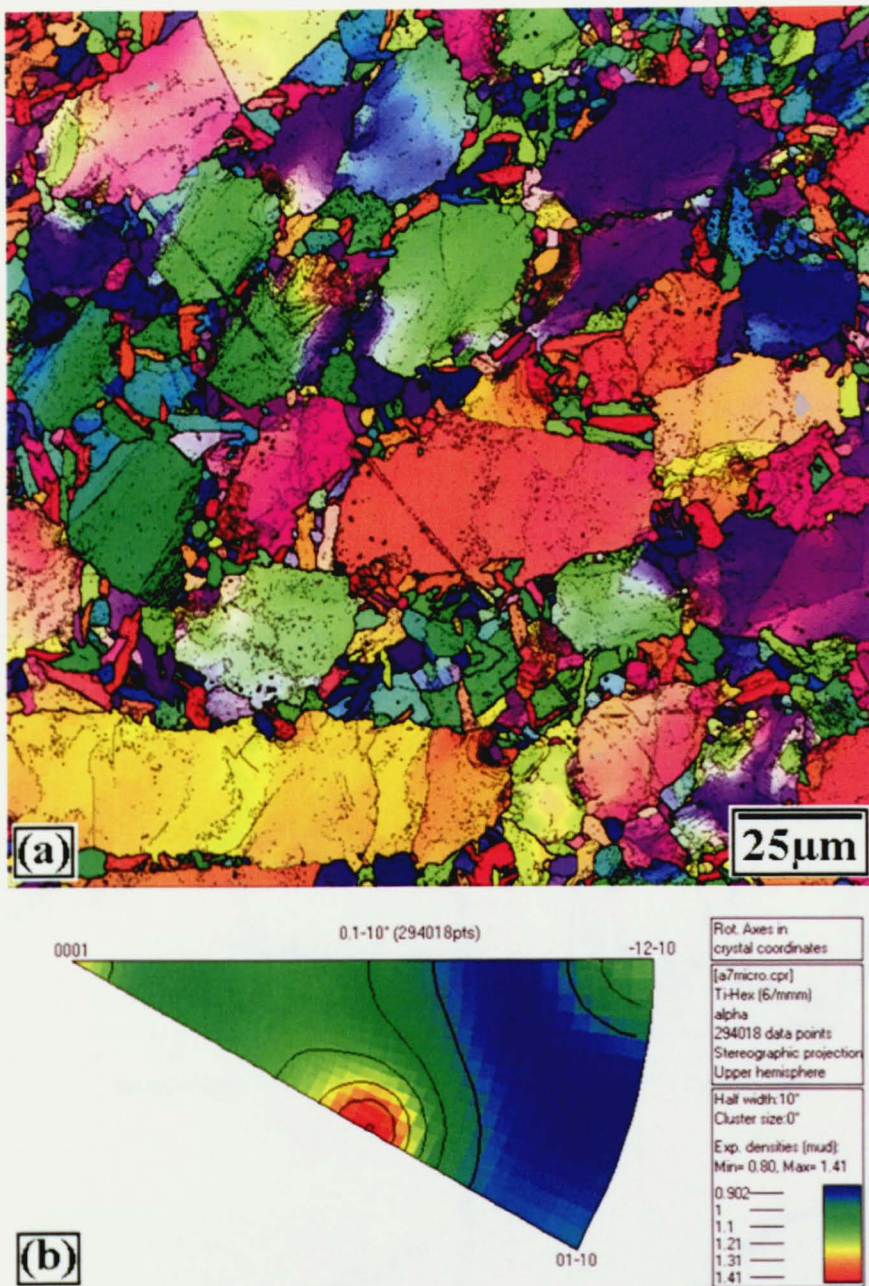 (a)
25µm
0.1-10° (294018pts)
0001
-12-10
01-10
(b)
Rot. Axes in
crystal coordinates
[a7micro.cpr]
Ti-Hex (6/mmm)
alpha
294018 data points
Stereographic projection
Upper hemisphere
Half width:10°
Cluster size:0°
Exp. densities (mud):
Min= 0.80, Max= 1.41
0.902
1
1.1
1.21
1.31
1.41